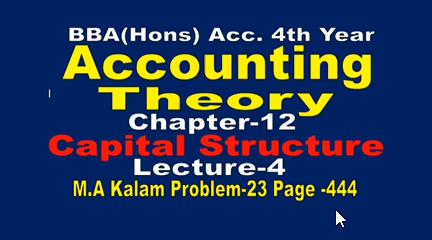 BBA(Hons) Acc. 4th Year
Accounting
Theory
Chapter-12
Capital Structure
Lecture-4
M.A Kalam Problem-23 Page -444